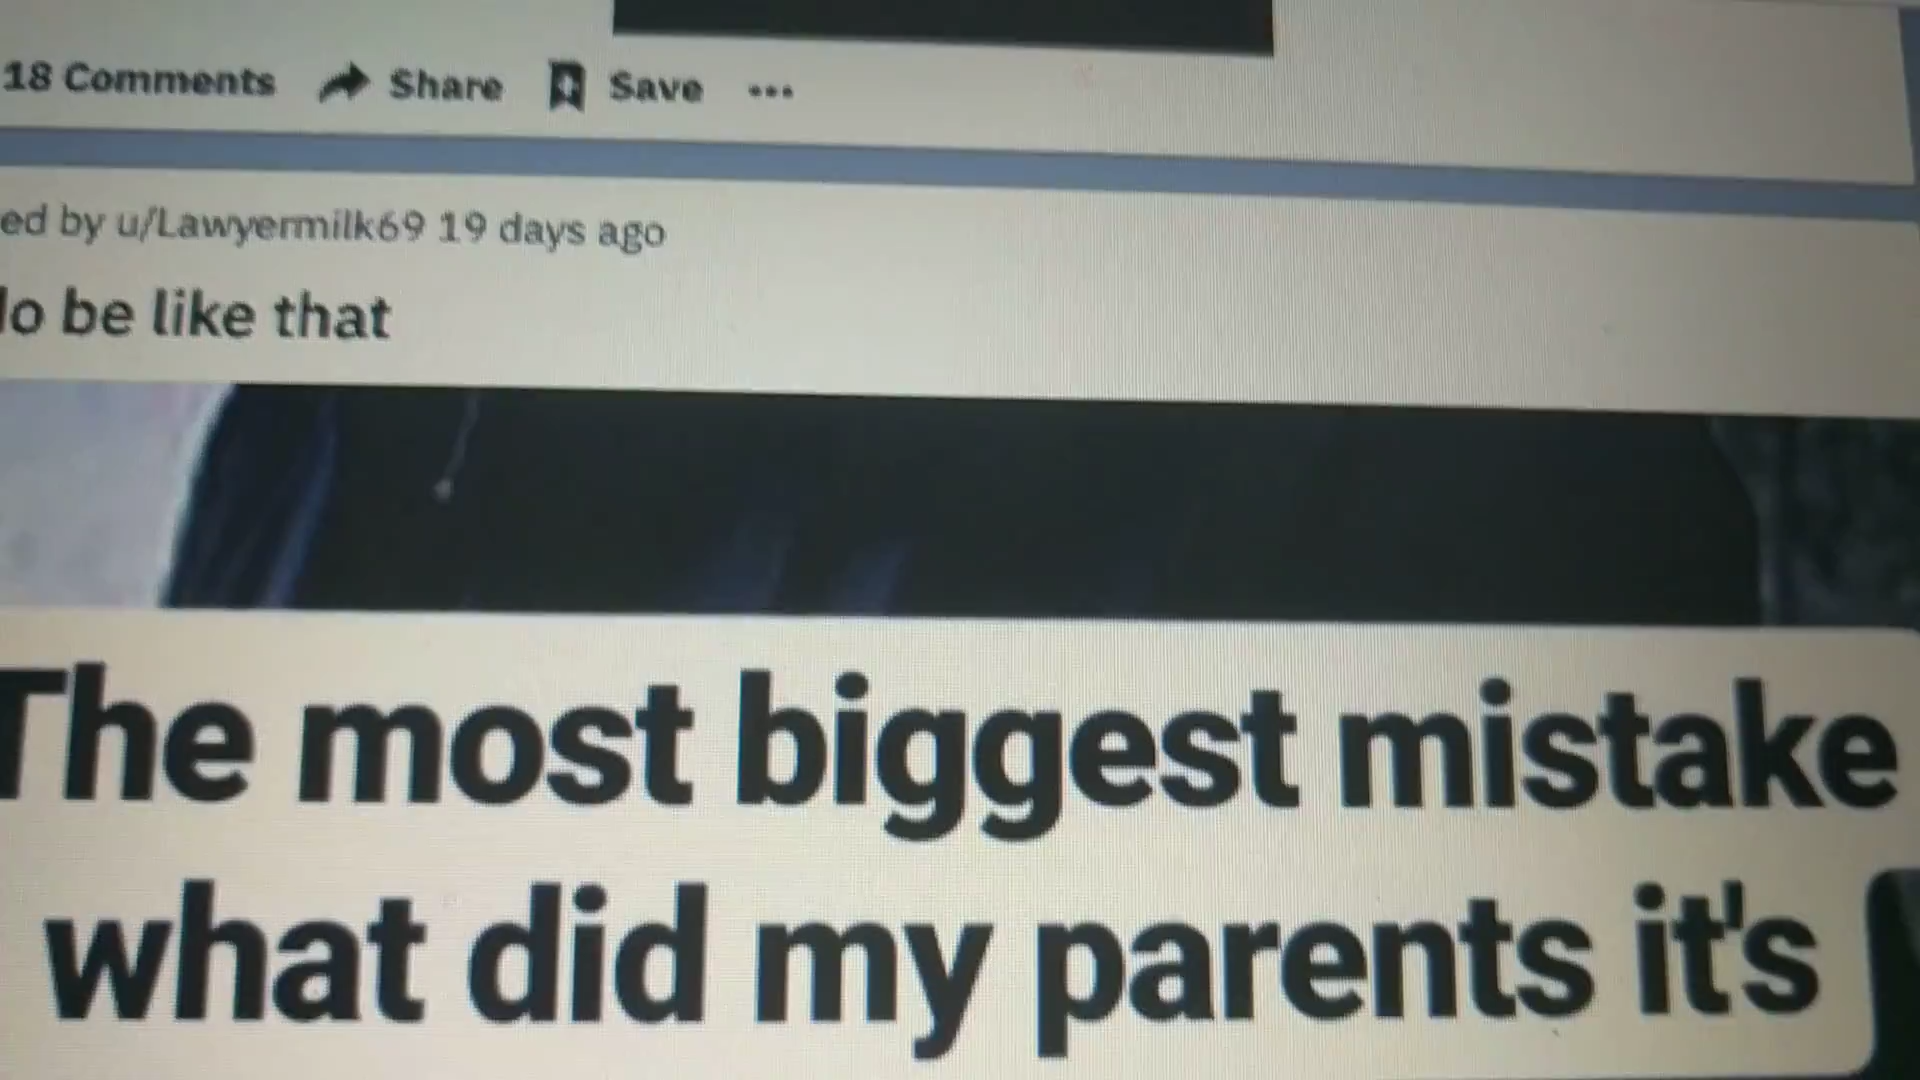 18 Comments Share Save ...
ed by u/Lawyermilk69 19 days ago
do be like that
The most biggest mistake
what did my parents it's